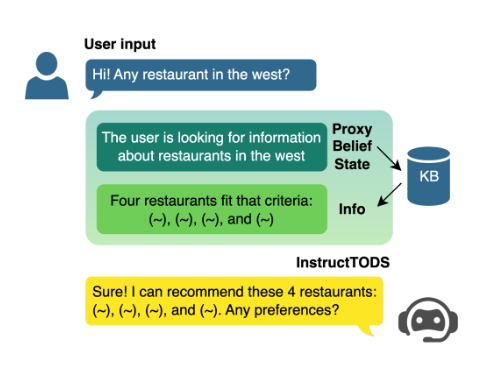 User input
Hi! Any restaurant in the west?
The user is looking for information
about restaurants in the west
Proxy
Belief
State
KB
Four restaurants fit that criteria:
(~), (~), (~), and (~)
Info
InstructTODS
Sure! I can recommend these 4 restaurants:
(~), (~), (~), and (~). Any preferences?